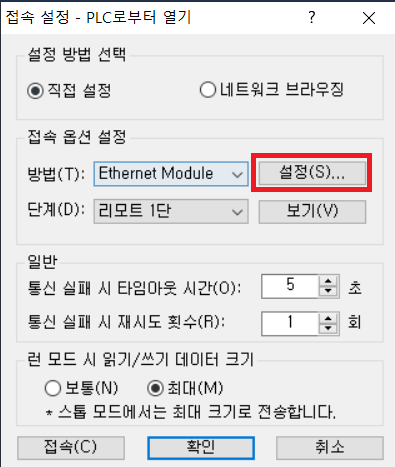 접속 설정 - PLC로부터 열기 ? ×
설정 방법 선택
직접 설정 네트워크 브라우징
접속 옵션 설정
방법(T): Ethernet Module 설정(S)...
단계(D): 리모트 1단 보기(V)
일반
통신 실패 시 타임아웃 시간(O): 5 초
통신 실패 시 재시도 횟수(R): 1 회
런 모드 시 읽기/쓰기 데이터 크기
보통(N) 최대(M)
* 스톱 모드에서는 최대 크기로 전송합니다.
접속(C) 확인 취소